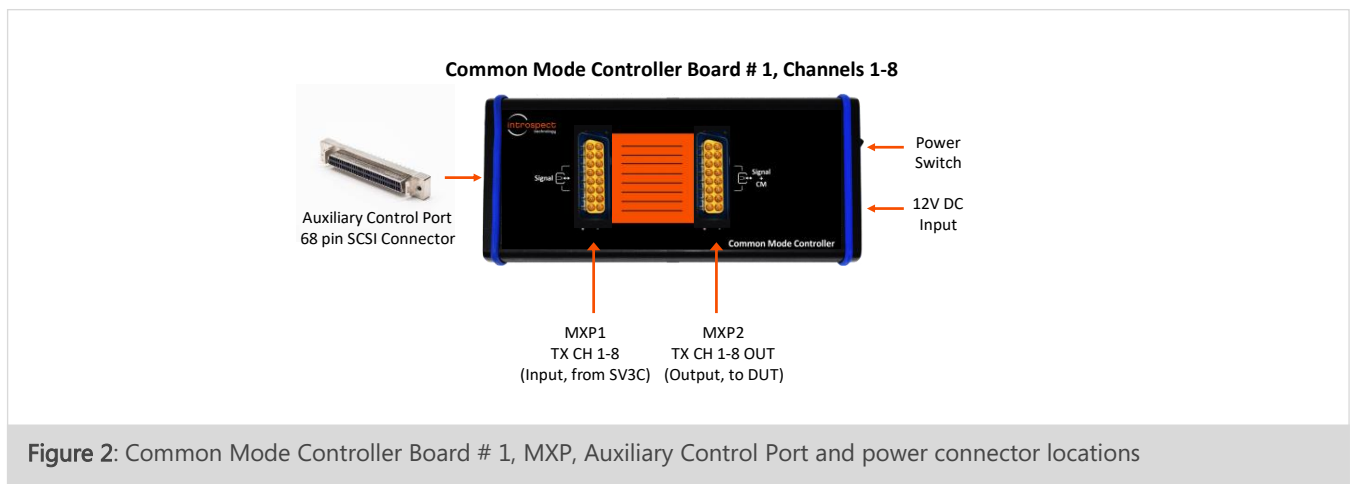 Common Mode Controller Board # 1, Channels 1-8
introspect
technology
Signal
Signal
+
CM
Common Mode Controller
Auxiliary Control Port
68 pin SCSI Connector
Power
Switch
12V DC
Input
MXP1
TX CH 1-8
(Input, from SV3C)
MXP2
TX CH 1-8 OUT
(Output, to DUT)
Figure 2: Common Mode Controller Board # 1, MXP, Auxiliary Control Port and power connector locations